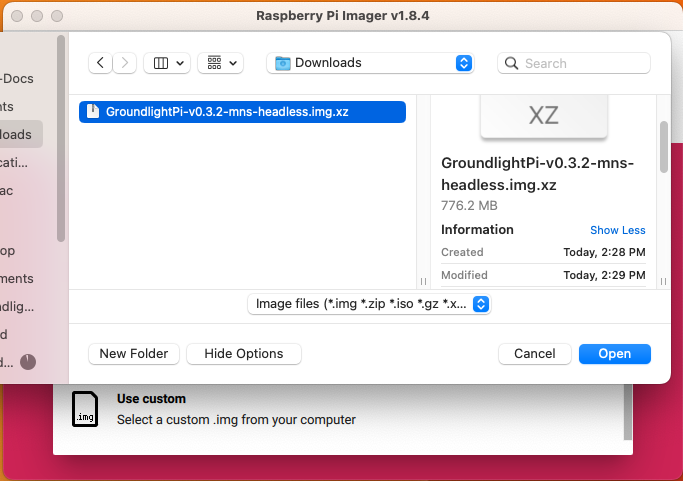 Raspberry Pi Imager v1.8.4
Downloads
Search
-Docs
nts
loads
cati...
ac
op
ments
ndlig...
d
d...
GroundlightPi-v0.3.2-mns-headless.img.xz
XZ
GroundlightPi-v0.3.2-mns-
headless.img.xz
776.2 MB
Information Show Less
Created Today, 2:28 PM
Modified Today, 2:29 PM
Image files (*.img *.zip *.iso *.gz *.x...
New Folder Hide Options Cancel Open
.img
Use custom
Select a custom .img from your computer